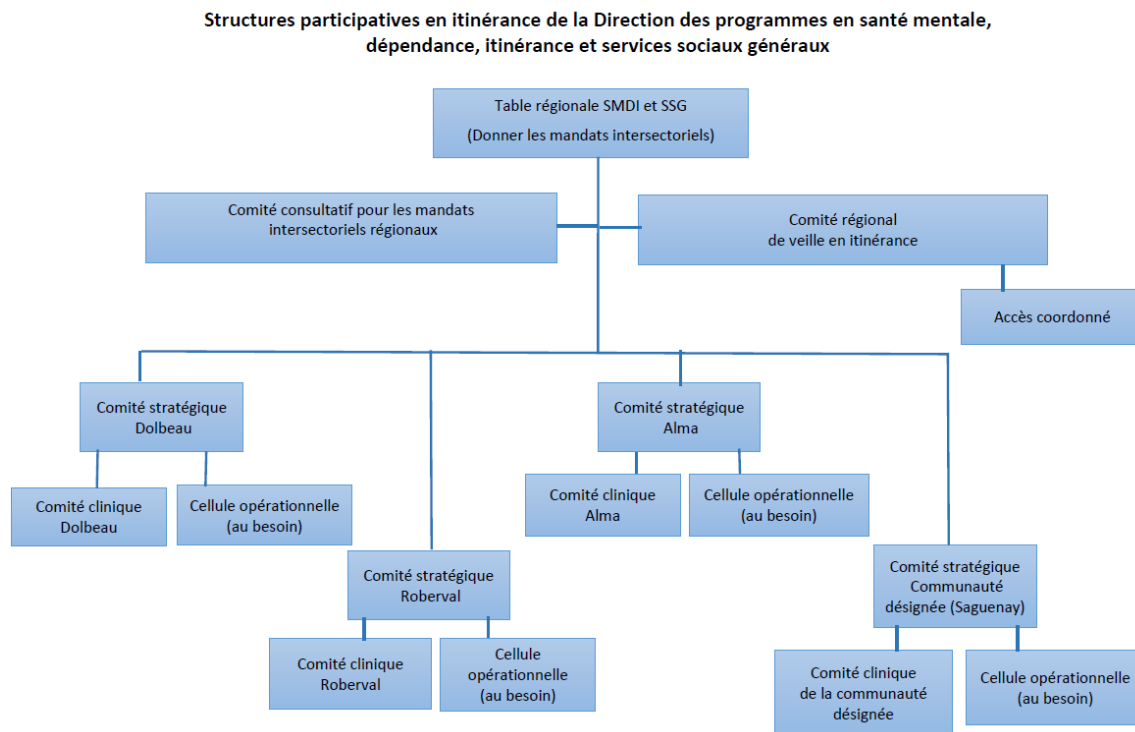 Structures participatives en itinérance de la Direction des programmes en santé mentale,
dépendance, itinérance et services sociaux généraux
Table régionale SMDI et SSG
(Donner les mandats intersectoriels)
Comité consultatif pour les mandats
intersectoriels régionaux
Comité régional
de veille en itinérance
Accès coordonné
Comité stratégique
Dolbeau
Comité stratégique
Alma
Comité clinique
Dolbeau
Cellule opérationnelle
(au besoin)
Comité clinique
Alma
Cellule opérationnelle
(au besoin)
Comité stratégique
Roberval
Comité stratégique
Communauté
désignée (Saguenay)
Comité clinique
Roberval
Cellule
opérationnelle
(au besoin)
Comité clinique
de la communauté
désignée
Cellule opérationnelle
(au besoin)